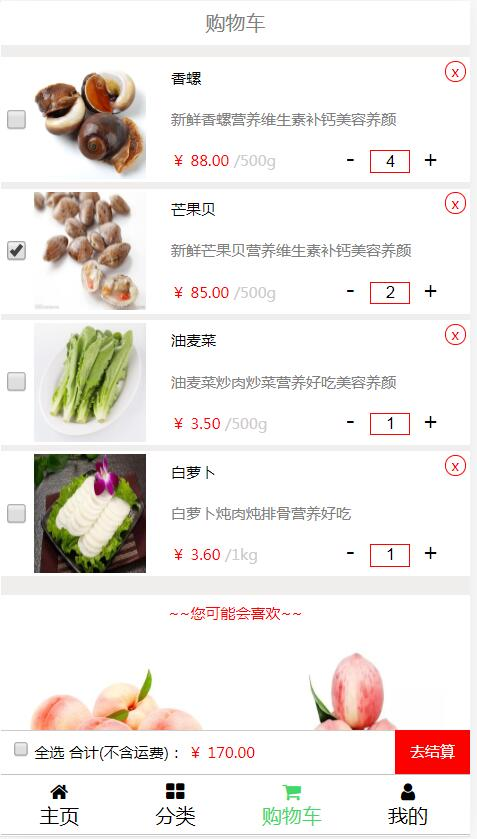 购物车
香螺
x
新鲜香螺营养维生素补钙美容养颜
￥ 88.00 /500g - 4 +
芒果贝
x
新鲜芒果贝营养维生素补钙美容养颜
￥ 85.00 /500g - 2 +
油麦菜
x
油麦菜炒肉炒菜营养好吃美容养颜
￥ 3.50 /500g - 1 +
白萝卜
x
白萝卜炖肉炖排骨营养好吃
￥ 3.60 /1kg - 1 +
~~您可能会喜欢~~
全选 合计(不含运费)： ￥ 170.00 去结算
主页 分类 购物车 我的